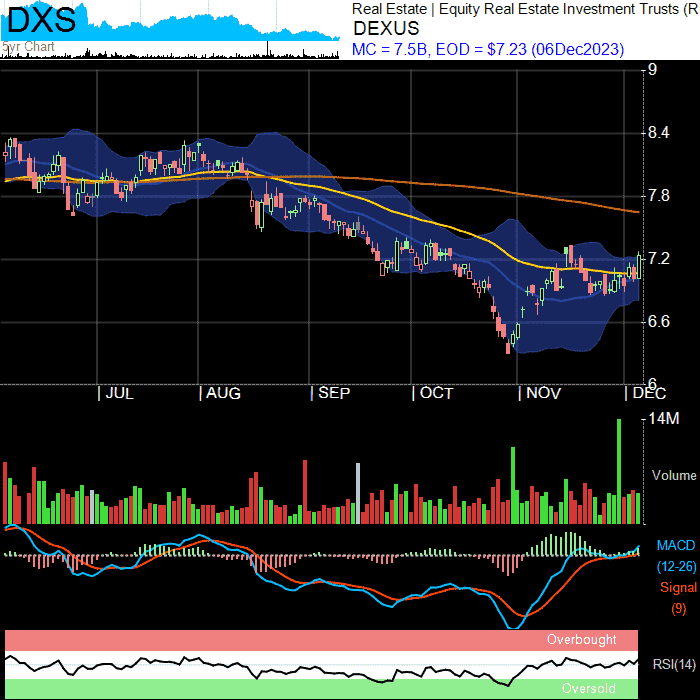 DXS
5yr Chart
Real Estate | Equity Real Estate Investment Trusts (R
DEXUS
MC = 7.5B, EOD = $7.23 (06Dec2023)
9
8.4
7.8
7.2
6.6
6
| JUL | AUG | SEP | OCT | NOV | DEC
14M
Volume
MACD
(12-26)
Signal
(9)
Overbought
RSI(14)
Oversold